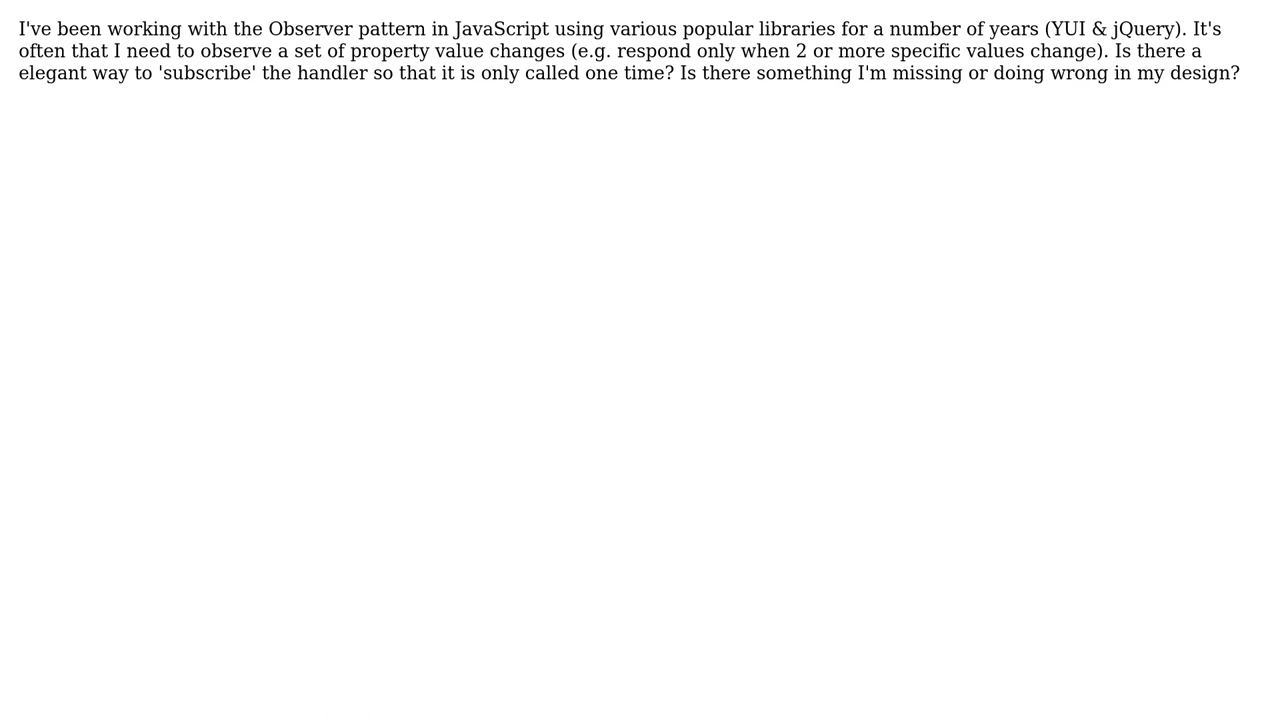 I've been working with the Observer pattern in JavaScript using various popular libraries for a number of years (YUI & jQuery). It's
often that I need to observe a set of property value changes (e.g. respond only when 2 or more specific values change). Is there a
elegant way to 'subscribe' the handler so that it is only called one time? Is there something I'm missing or doing wrong in my design?